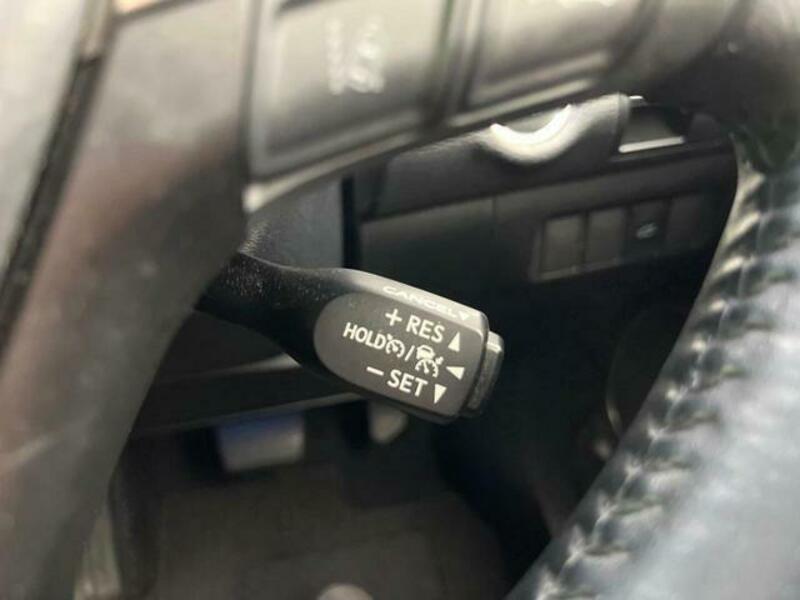 CANCEL
+ RES
HOLD /
− SET